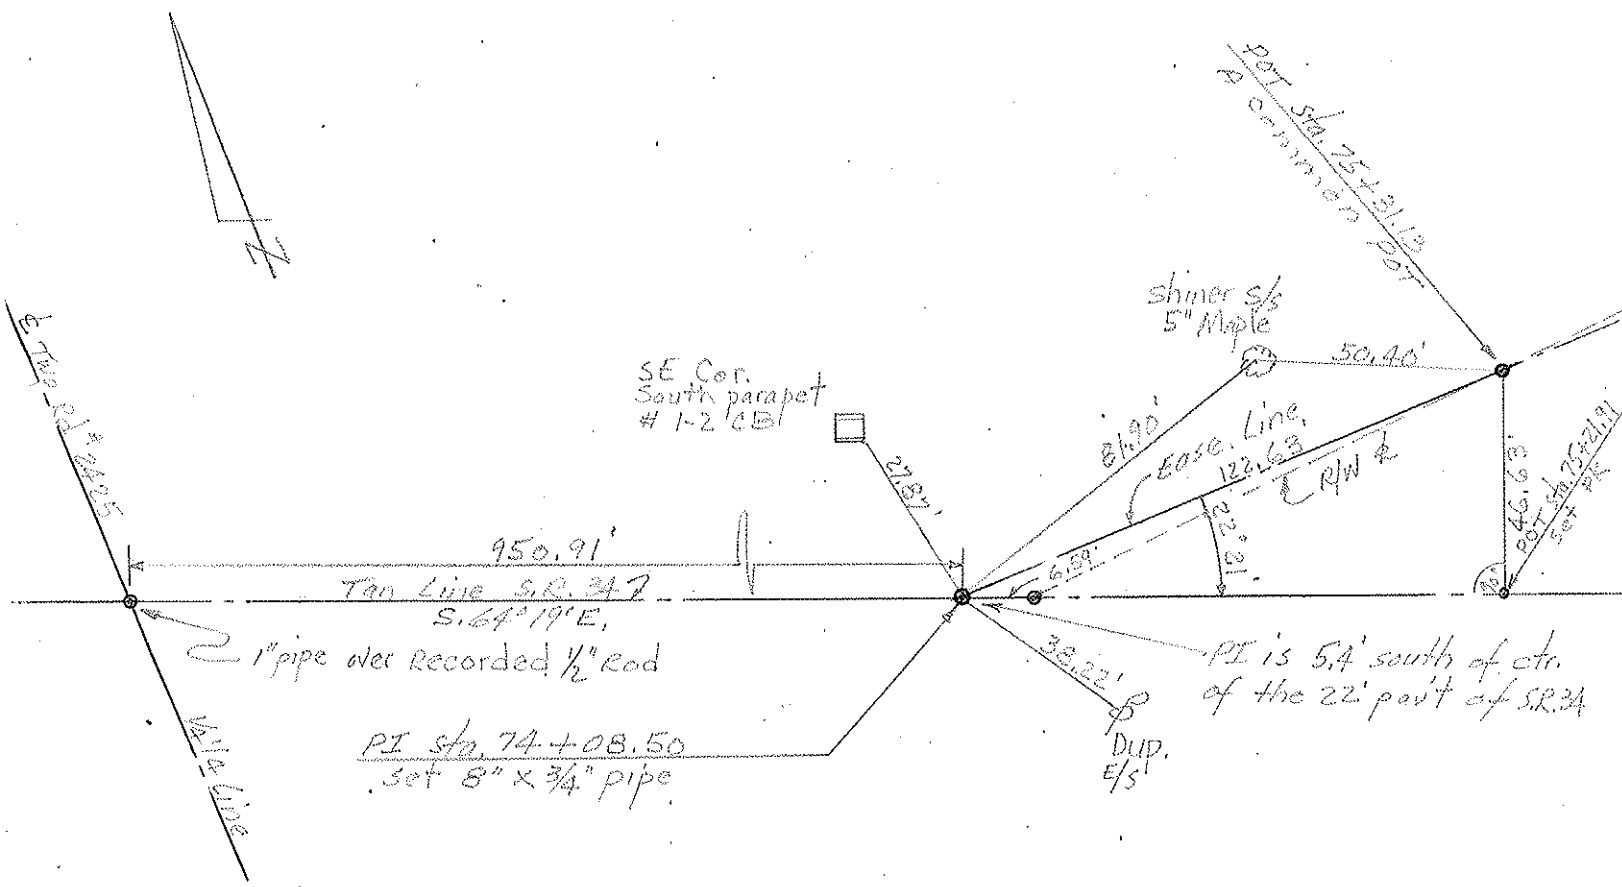 POT sta. 75+31.13
A common POT
N
shiner s/s
5" Maple
50.40'
SE Cor.
South parapet
# 1-2 CB
℄ Twp Rd # 2425
27.87'
81.90'
Ease. Line
122.63
℄ R/W
22° 21'
46.63'
POT sta. 75+21.91
set PK
90°
950.91'
6.59'
Tan Line S.R. 34
S. 64° 19' E.
1" pipe over Recorded 1/2" Rod
38.22'
PI is 5.4' south of ctr.
of the 22' pav't of S.R. 34
PI sta. 74+08.50
set 8" x 3/4" pipe
Dup.
E/S
Line